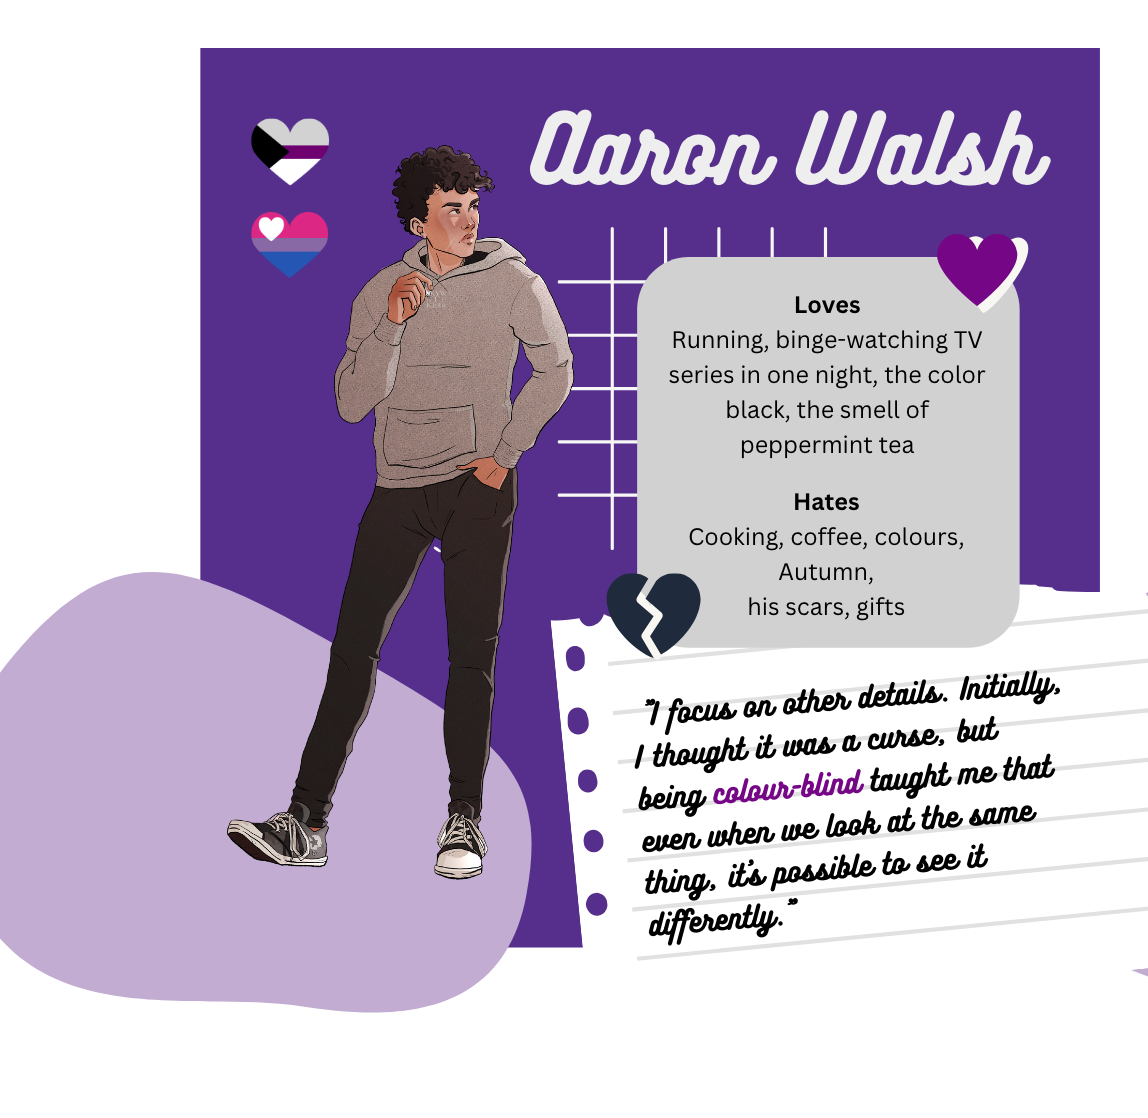 Aaron Walsh
Loves
Running, binge-watching TV
series in one night, the color
black, the smell of
peppermint tea
Hates
Cooking, coffee, colours,
Autumn,
his scars, gifts
"I focus on other details. Initially,
I thought it was a curse, but
being colour-blind taught me that
even when we look at the same
thing, it's possible to see it
differently."